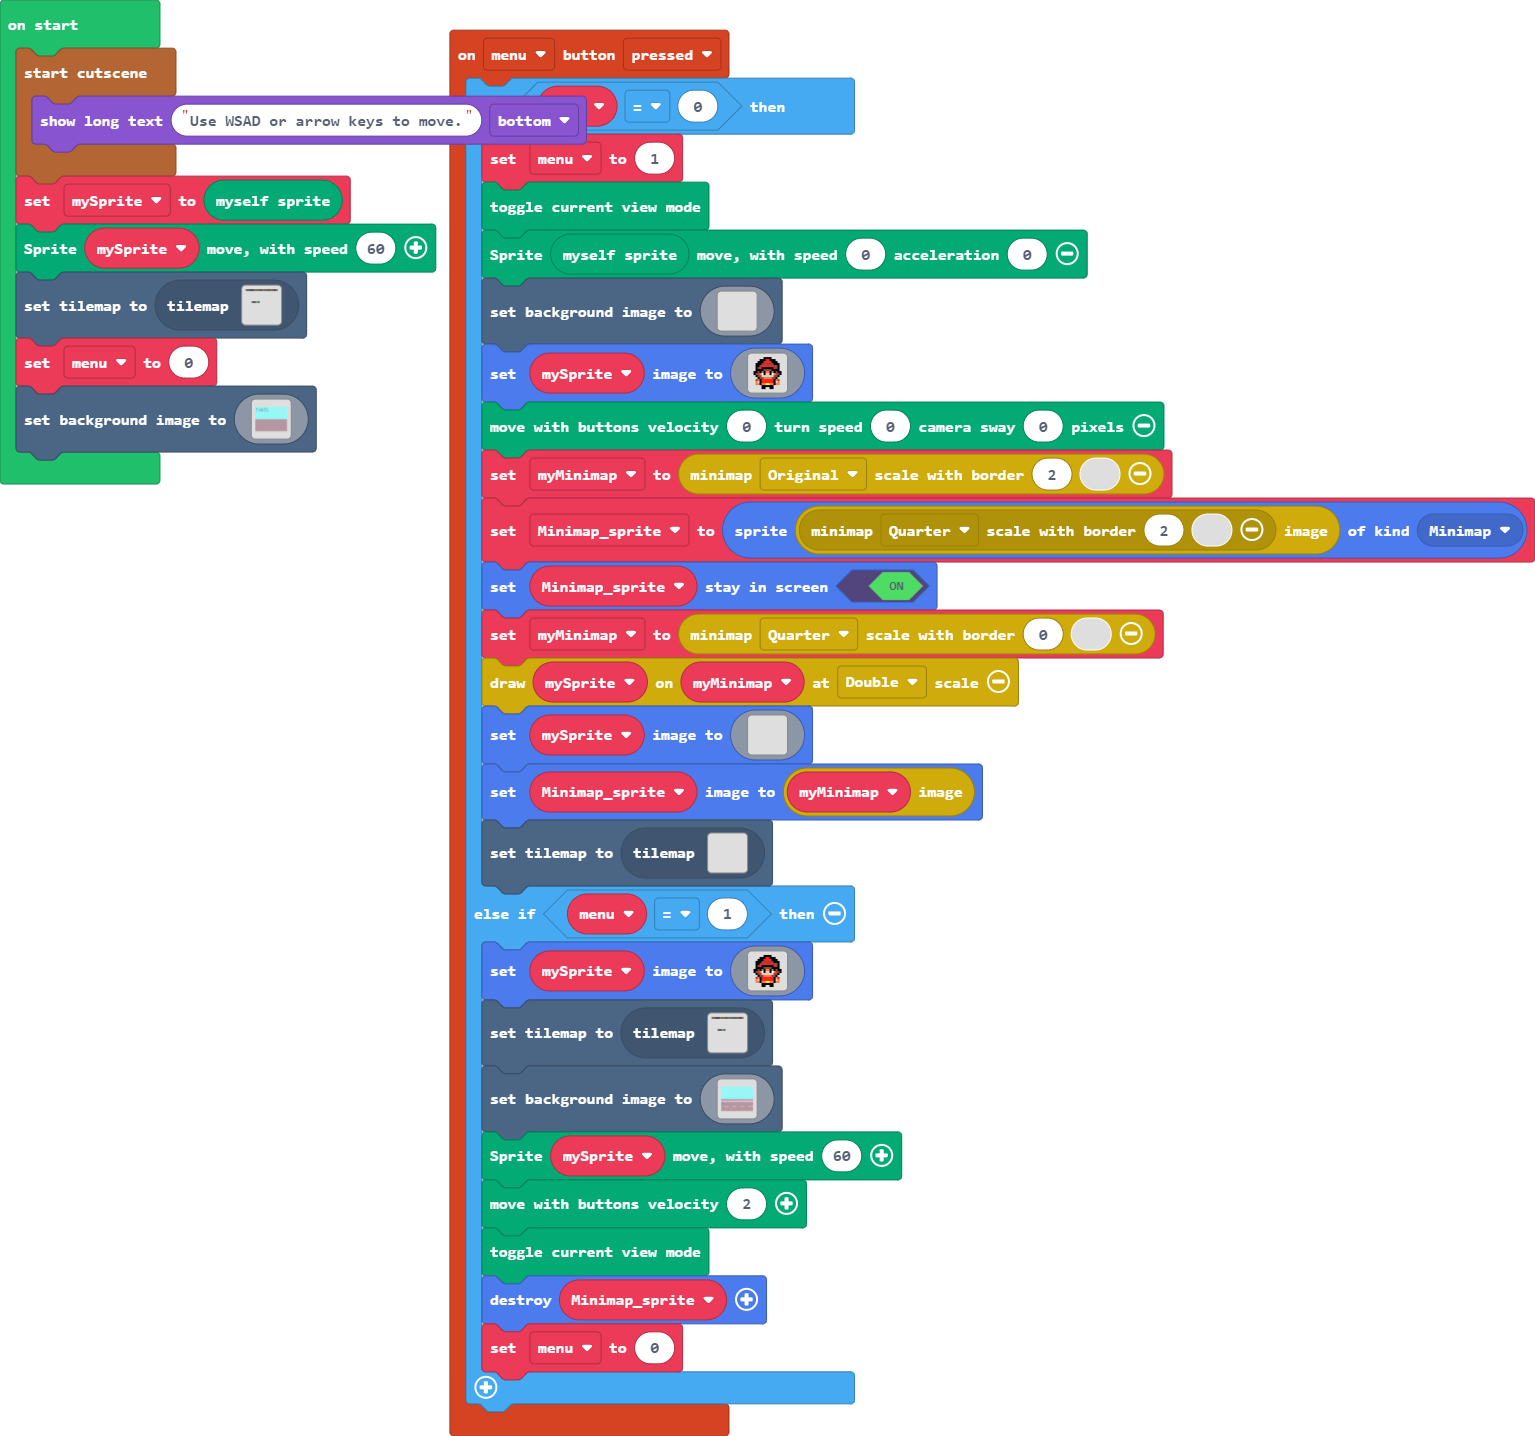 on start
start cutscene
show long text "Use WSAD or arrow keys to move." bottom
set mySprite to myself sprite
Sprite mySprite move, with speed 60
set tilemap to tilemap
set menu to 0
set background image to
on menu button pressed
= 0 then
set menu to 1
toggle current view mode
Sprite myself sprite move, with speed 0 acceleration 0
set background image to
set mySprite image to
move with buttons velocity 0 turn speed 0 camera sway 0 pixels
set myMinimap to minimap Original scale with border 2
set Minimap_sprite to sprite minimap Quarter scale with border 2 image of kind Minimap
set Minimap_sprite stay in screen ON
set myMinimap to minimap Quarter scale with border 0
draw mySprite on myMinimap at Double scale
set mySprite image to
set Minimap_sprite image to myMinimap image
set tilemap to tilemap
else if menu = 1 then
set mySprite image to
set tilemap to tilemap
set background image to
Sprite mySprite move, with speed 60
move with buttons velocity 2
toggle current view mode
destroy Minimap_sprite
set menu to 0